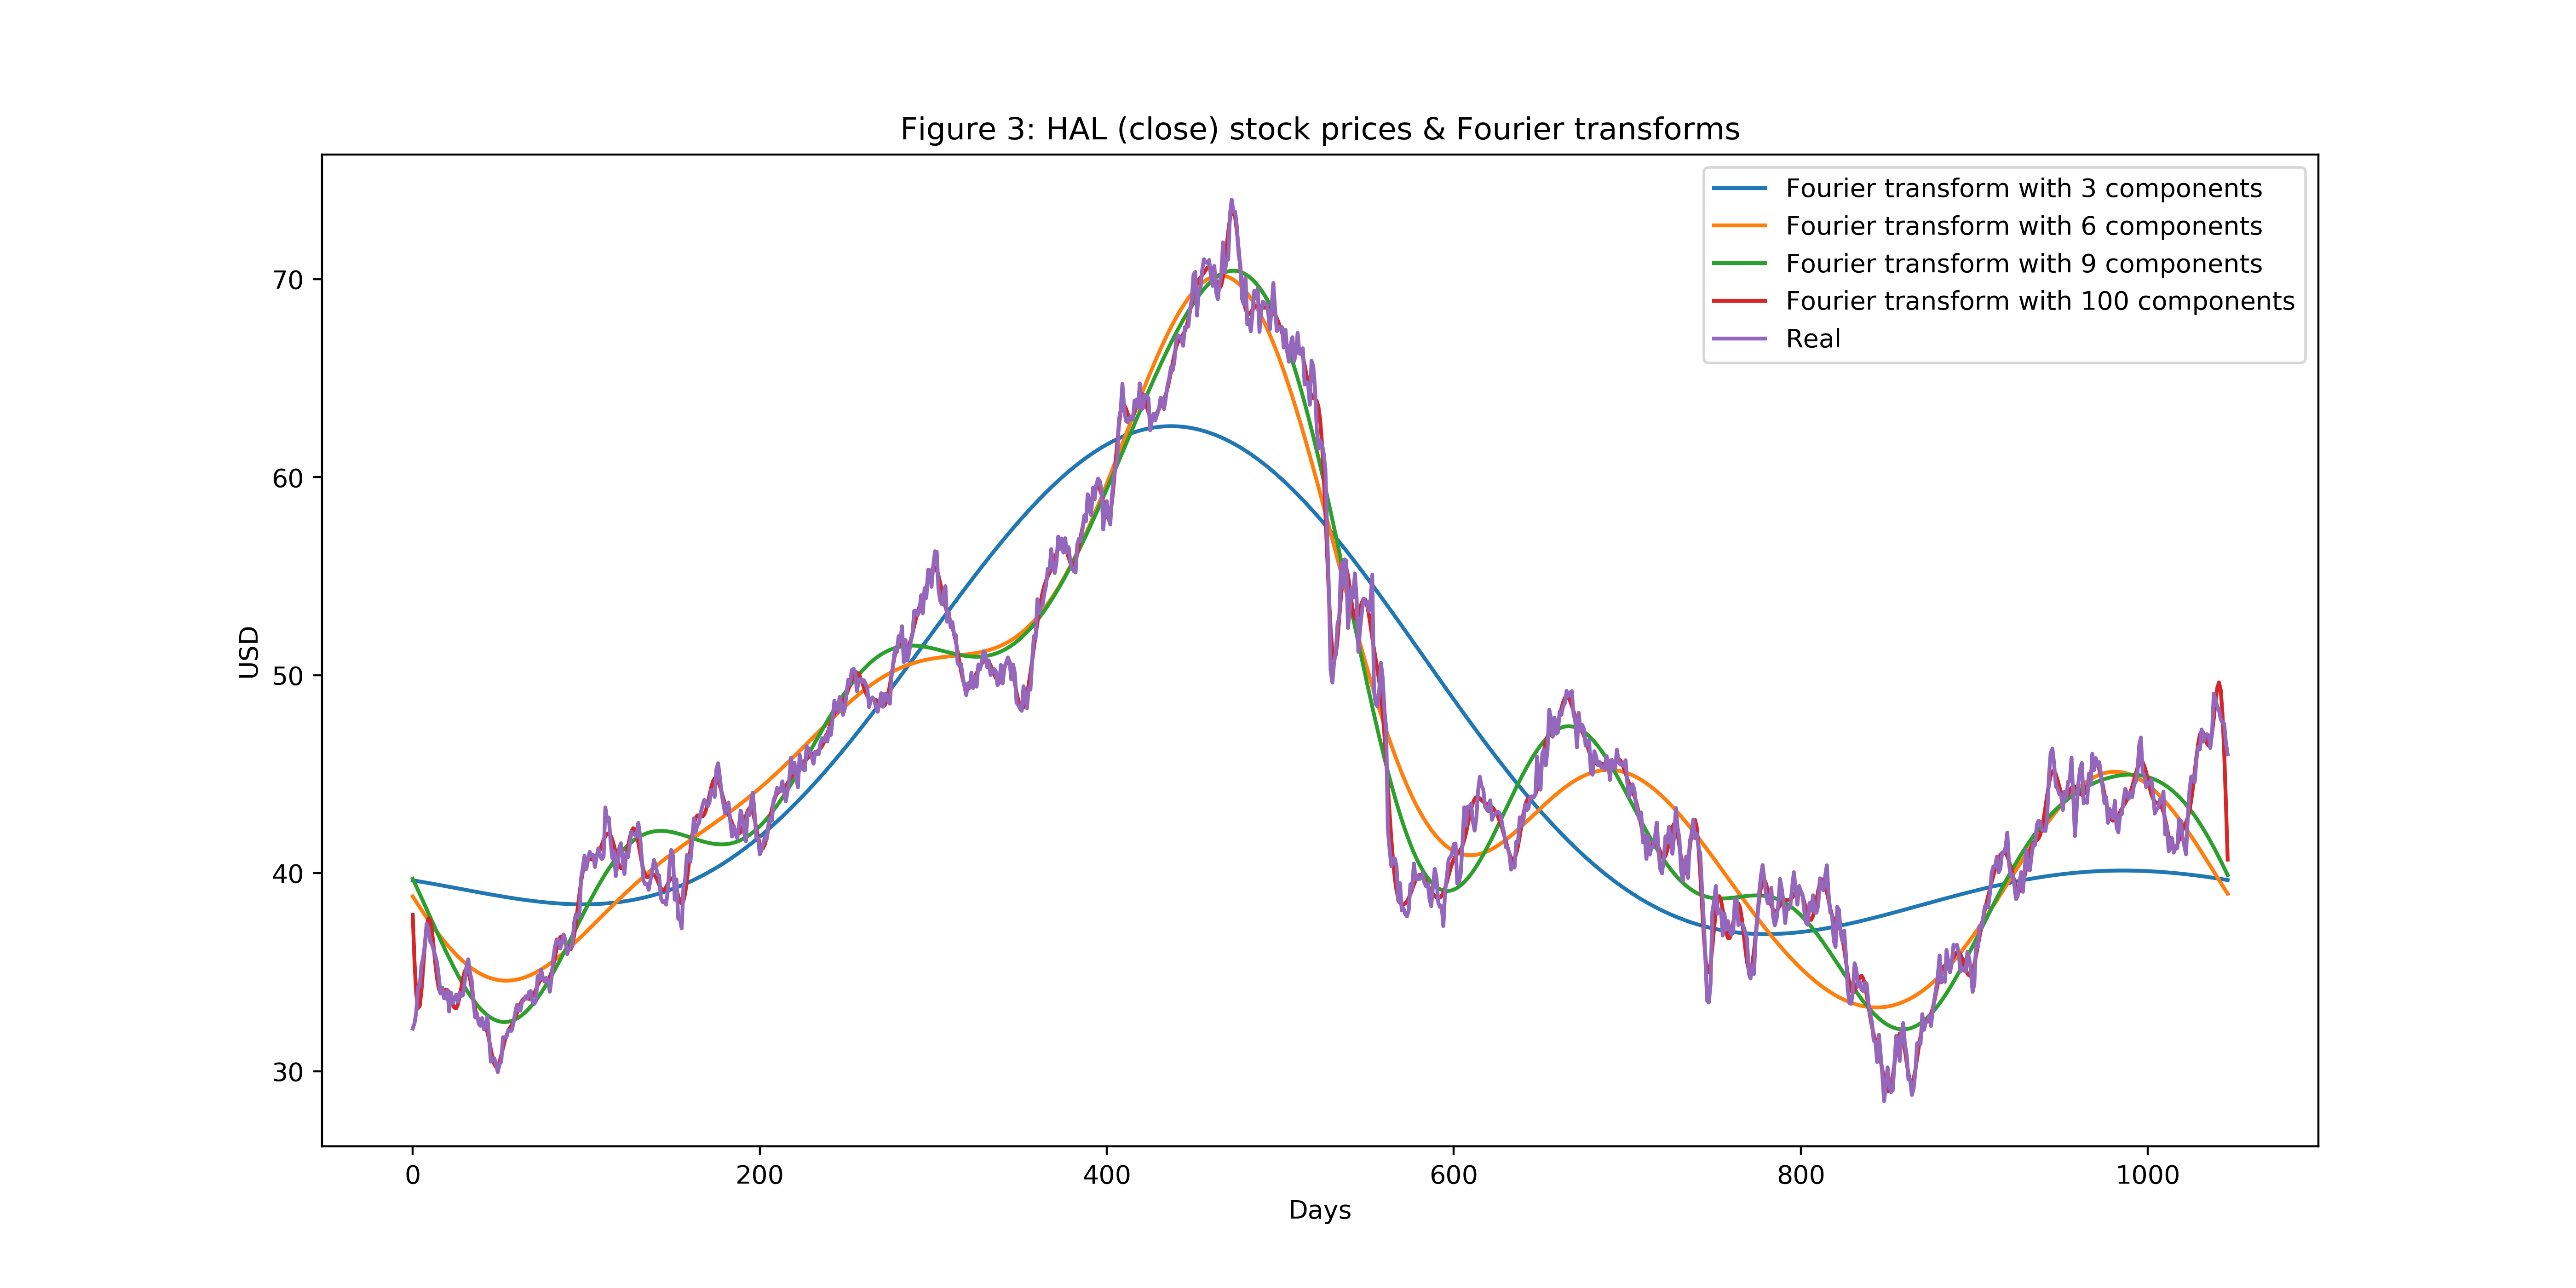 Figure 3: HAL (close) stock prices & Fourier transforms
Fourier transform with 3 components
Fourier transform with 6 components
Fourier transform with 9 components
Fourier transform with 100 components
Real
USD
70
60
50
40
30
0 200 400 600 800 1000
Days